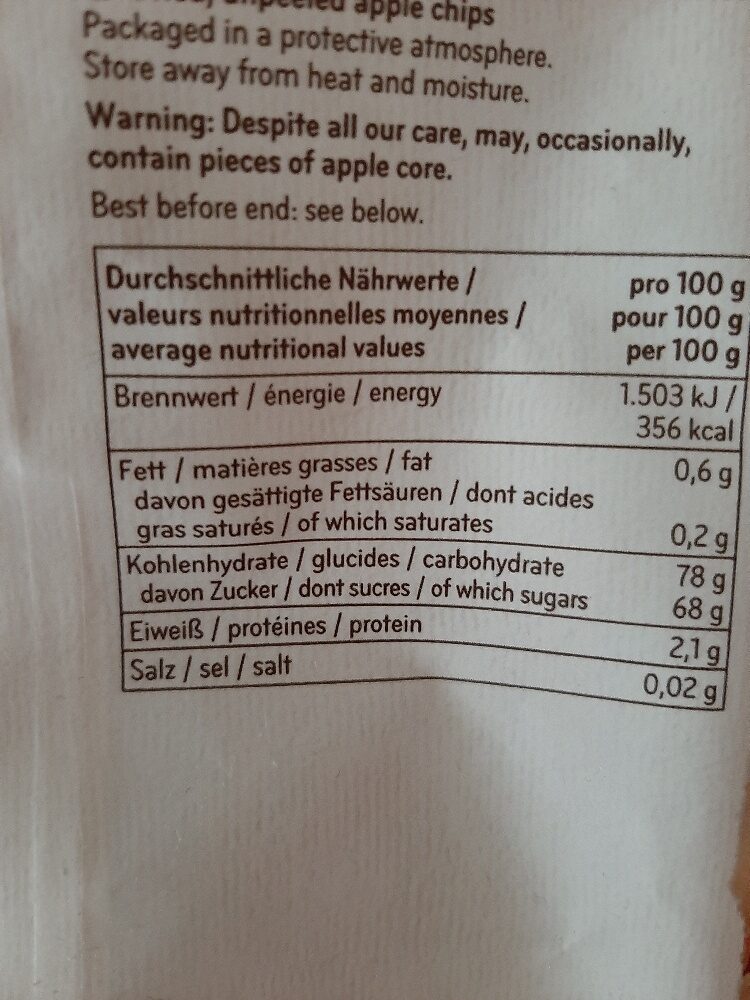 apple chips
Packaged in a protective atmosphere.
Store away from heat and moisture.
Warning: Despite all our care, may, occasionally,
contain pieces of apple core.
Best before end: see below.
Durchschnittliche Nährwerte / pro 100 g
valeurs nutritionnelles moyennes / pour 100 g
average nutritional values per 100 g
Brennwert / énergie / energy 1.503 kJ /
356 kcal
Fett / matières grasses / fat 0,6 g
davon gesättigte Fettsäuren / dont acides
gras saturés / of which saturates 0,2 g
Kohlenhydrate / glucides / carbohydrate 78 g
davon Zucker / dont sucres / of which sugars 68 g
Eiweiß / protéines / protein 2,1 g
Salz / sel / salt 0,02 g